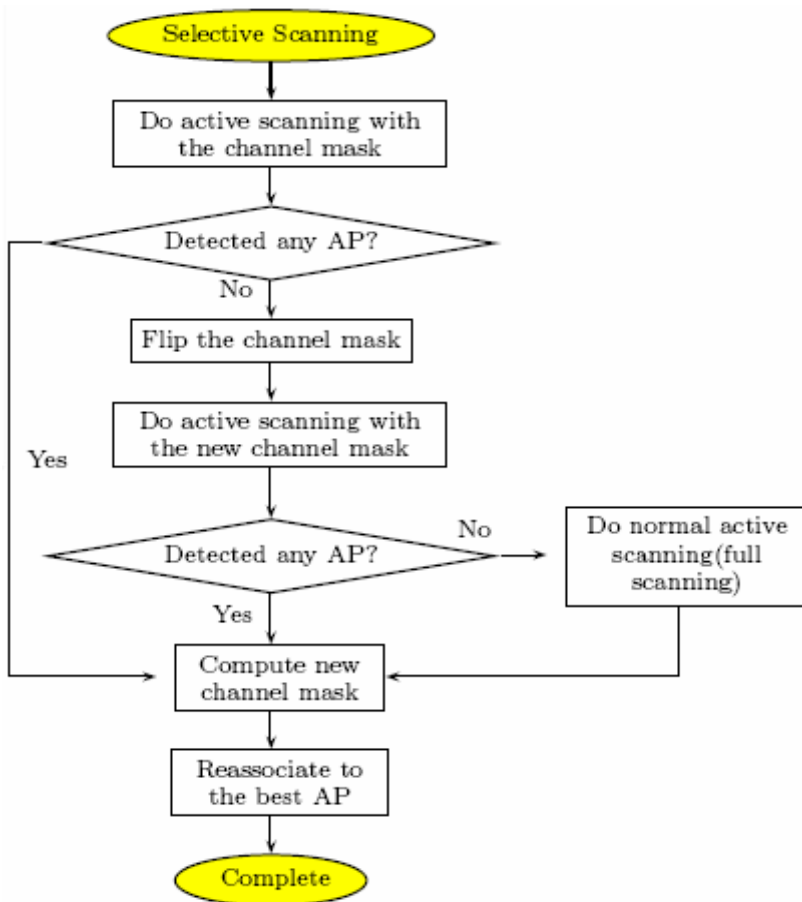 Selective Scanning
Do active scanning with
the channel mask
Detected any AP?
No
Flip the channel mask
Do active scanning with
the new channel mask
Yes
Detected any AP?
No
Do normal active
scanning(full
scanning)
Yes
Compute new
channel mask
Reassociate to
the best AP
Complete